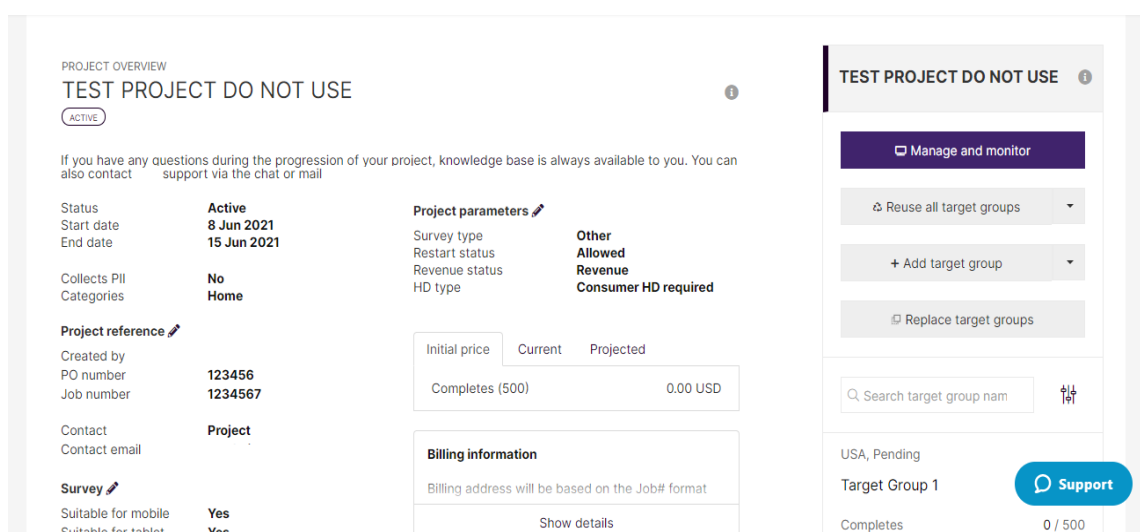 PROJECT OVERVIEW
TEST PROJECT DO NOT USE
ACTIVE
If you have any questions during the progression of your project, knowledge base is always available to you. You can
also contact support via the chat or mail
Status Active
Start date 8 Jun 2021
End date 15 Jun 2021
Collects PII No
Categories Home
Project reference
Created by
PO number 123456
Job number 1234567
Contact Project
Contact email
Survey
Suitable for mobile Yes
Suitable for tablet Yes
Project parameters
Survey type Other
Restart status Allowed
Revenue status Revenue
HD type Consumer HD required
Initial price Current Projected
Completes (500) 0.00 USD
Billing information
Billing address will be based on the Job# format
Show details
TEST PROJECT DO NOT USE
Manage and monitor
Reuse all target groups
+ Add target group
Replace target groups
Search target group nam
USA, Pending
Target Group 1
Completes 0 / 500
Support